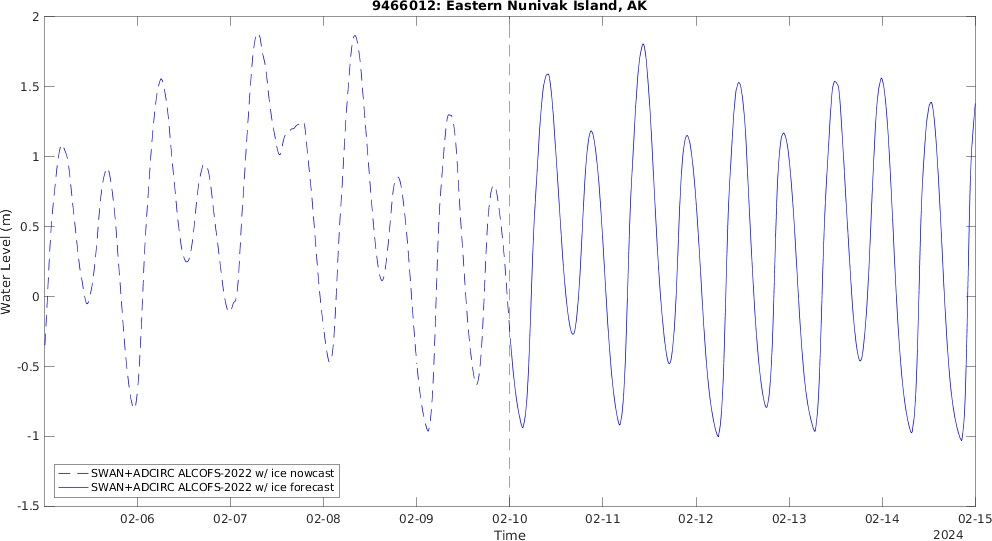 9466012: Eastern Nunivak Island, AK
2
1.5
1
0.5
0
-0.5
-1
-1.5
Water Level (m)
SWAN+ADCIRC ALCOFS-2022 w/ ice nowcast
SWAN+ADCIRC ALCOFS-2022 w/ ice forecast
02-06 02-07 02-08 02-09 02-10 02-11 02-12 02-13 02-14 02-15
Time
2024